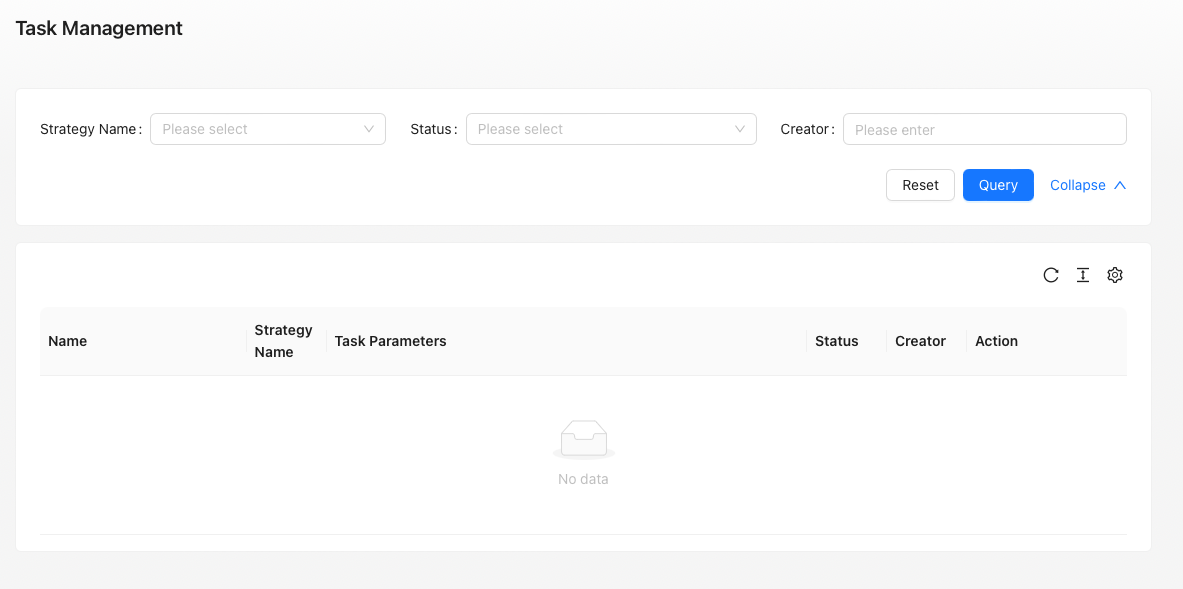 Task Management
Strategy Name : Please select Status : Please select Creator : Please enter
Reset Query Collapse
Name Strategy Name Task Parameters Status Creator Action
No data